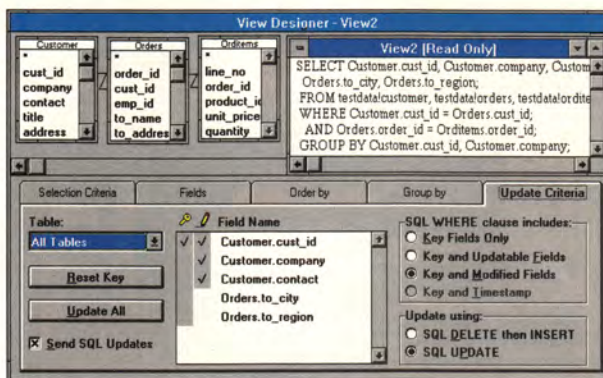 View Designer - View2
Customer
*
cust_id
company
contact
title
address
Orders
*
order_id
cust_id
emp_id
to_name
to_addres
Orditems
*
line_no
order_id
product_id
unit_price
quantity
View2 [Read Only]
SELECT Customer.cust_id, Customer.company, Custom
Orders.to_city, Orders.to_region;
FROM testdata!customer, testdata!orders, testdata!ordite
WHERE Customer.cust_id = Orders.cust_id;
AND Orders.order_id = Orditems.order_id;
GROUP BY Customer.cust_id, Customer.company;
Selection Criteria
Fields
Order by
Group by
Update Criteria
Table:
All Tables
Reset Key
Update All
Send SQL Updates
Field Name
Customer.cust_id
Customer.company
Customer.contact
Orders.to_city
Orders.to_region
SQL WHERE clause includes:
Key Fields Only
Key and Updatable Fields
Key and Modified Fields
Key and Timestamp
Update using:
SQL DELETE then INSERT
SQL UPDATE